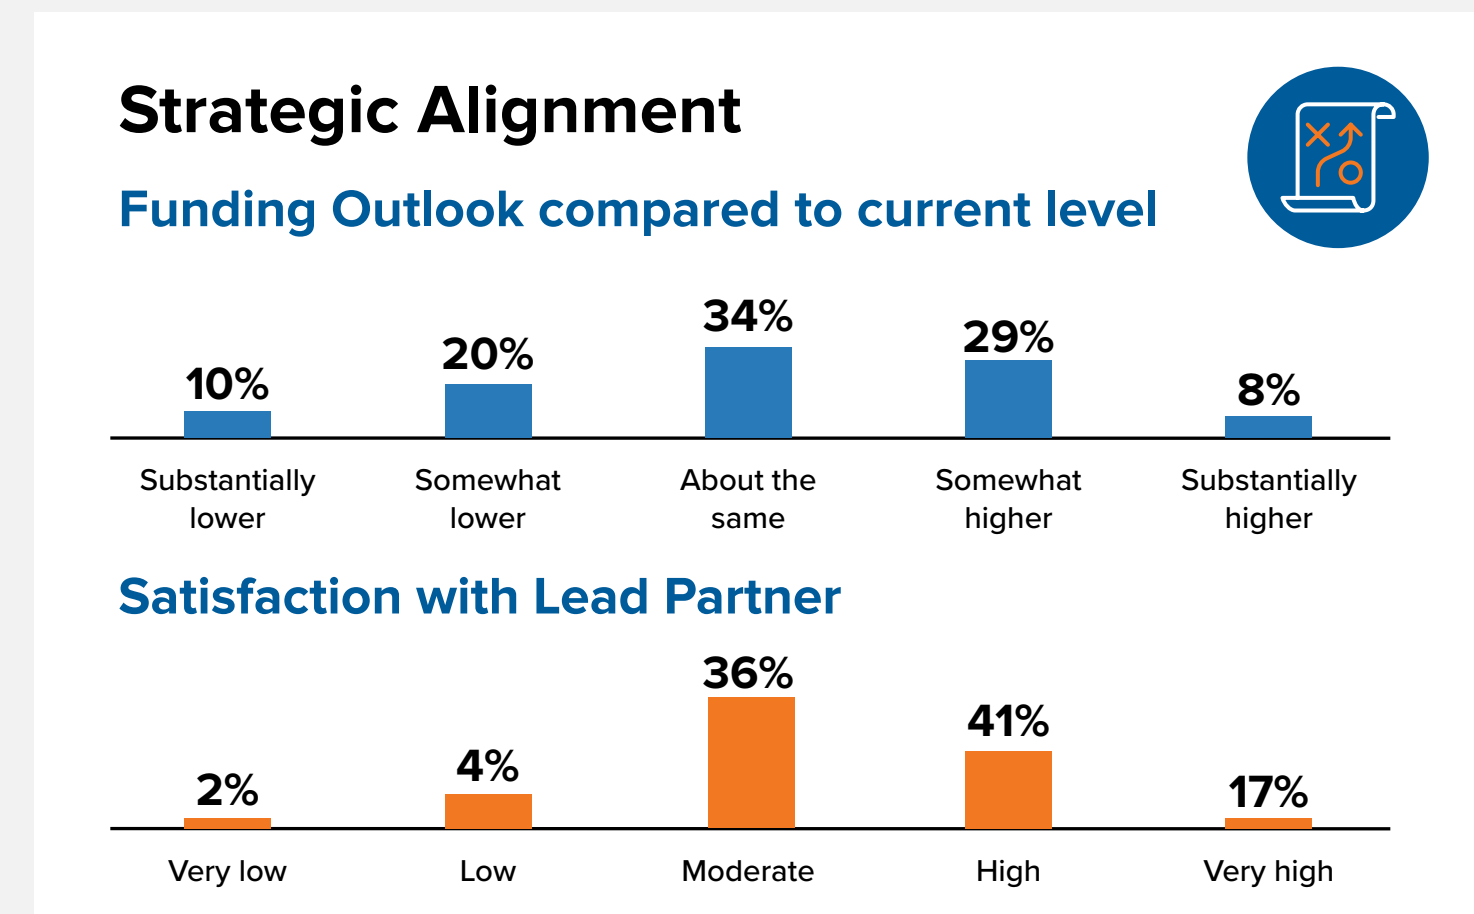 Strategic Alignment
Funding Outlook compared to current level
10%
20%
34%
29%
8%
Substantially
lower
Somewhat
lower
About the
same
Somewhat
higher
Substantially
higher
Satisfaction with Lead Partner
2%
4%
36%
41%
17%
Very low
Low
Moderate
High
Very high